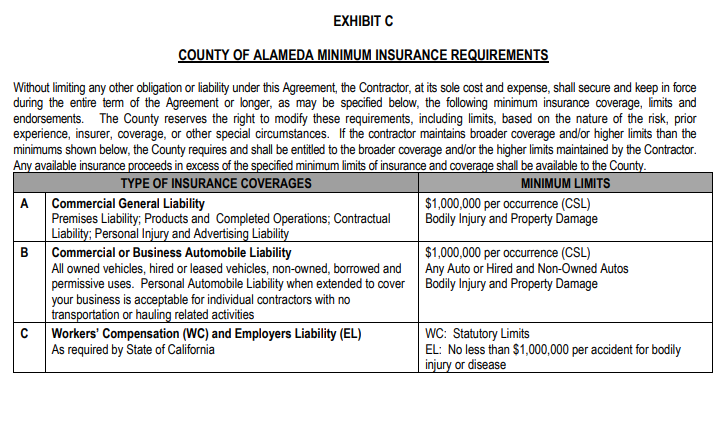 EXHIBIT C
COUNTY OF ALAMEDA MINIMUM INSURANCE REQUIREMENTS
Without limiting any other obligation or liability under this Agreement, the Contractor, at its sole cost and expense, shall secure and keep in force
during the entire term of the Agreement or longer, as may be specified below, the following minimum insurance coverage, limits and
endorsements. The County reserves the right to modify these requirements, including limits, based on the nature of the risk, prior
experience, insurer, coverage, or other special circumstances. If the contractor maintains broader coverage and/or higher limits than the
minimums shown below, the County requires and shall be entitled to the broader coverage and/or the higher limits maintained by the Contractor.
Any available insurance proceeds in excess of the specified minimum limits of insurance and coverage shall be available to the County.
TYPE OF INSURANCE COVERAGES MINIMUM LIMITS
A Commercial General Liability $1,000,000 per occurrence (CSL)
Premises Liability; Products and Completed Operations; Contractual Bodily Injury and Property Damage
Liability; Personal Injury and Advertising Liability
B Commercial or Business Automobile Liability $1,000,000 per occurrence (CSL)
All owned vehicles, hired or leased vehicles, non-owned, borrowed and Any Auto or Hired and Non-Owned Autos
permissive uses. Personal Automobile Liability when extended to cover Bodily Injury and Property Damage
your business is acceptable for individual contractors with no
transportation or hauling related activities
C Workers' Compensation (WC) and Employers Liability (EL) WC: Statutory Limits
As required by State of California EL: No less than $1,000,000 per accident for bodily
injury or disease